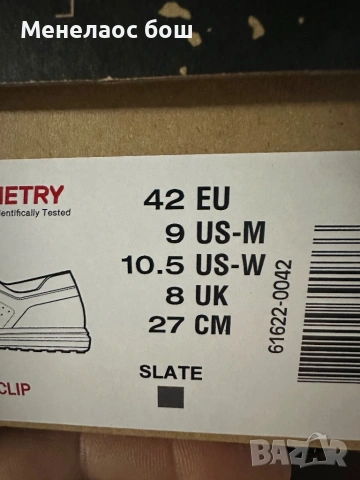 Менелаос бош
METRY
Identifically Tested
42 EU
9 US-M
10.5 US-W
8 UK
27 CM
SLATE
CLIP
61622-0042
BAZAR